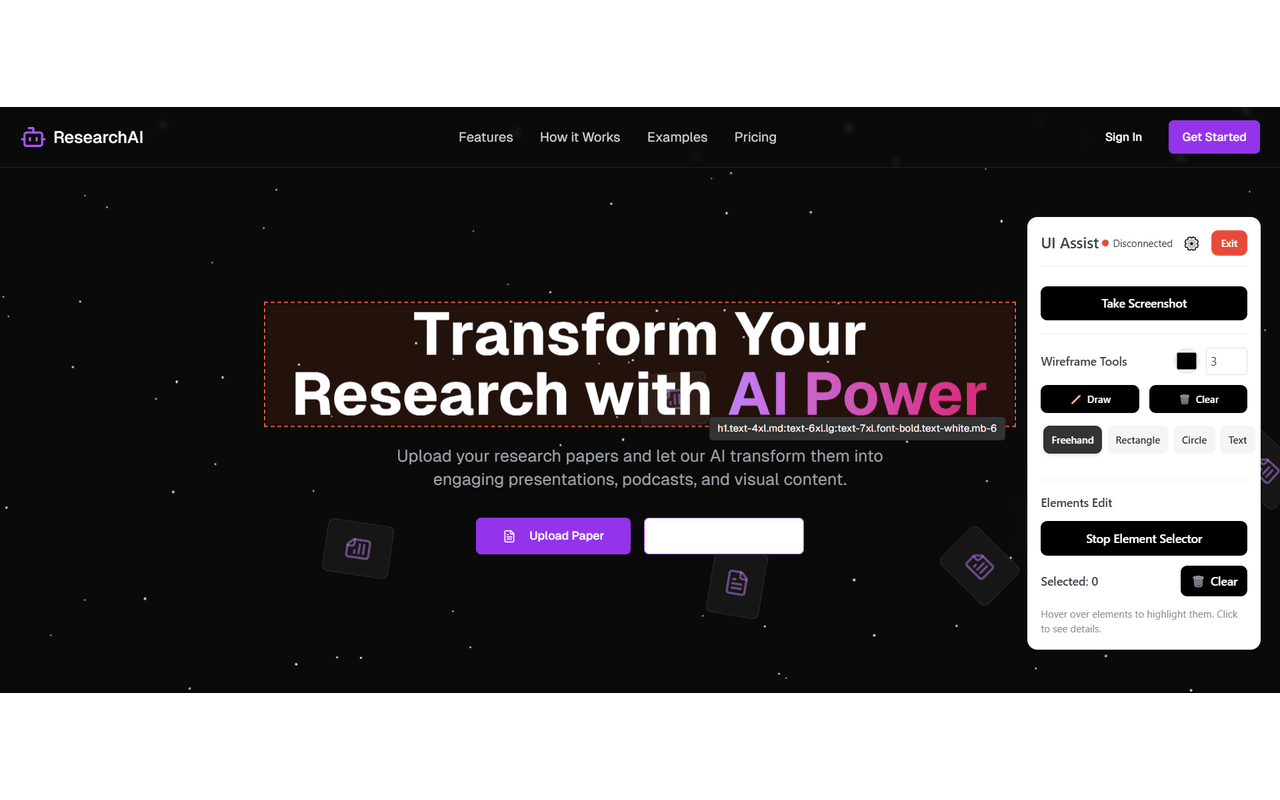 ResearchAI
Features
How it Works
Examples
Pricing
Sign In
Get Started
Transform Your
Research with AI Power
h1.text-4xl.md:text-6xl.lg:text-7xl.font-bold.text-white.mb-6
Upload your research papers and let our AI transform them into
engaging presentations, podcasts, and visual content.
Upload Paper
UI Assist
Disconnected
Exit
Take Screenshot
Wireframe Tools
3
Draw
Clear
Freehand
Rectangle
Circle
Text
Elements Edit
Stop Element Selector
Selected: 0
Clear
Hover over elements to highlight them. Click
to see details.